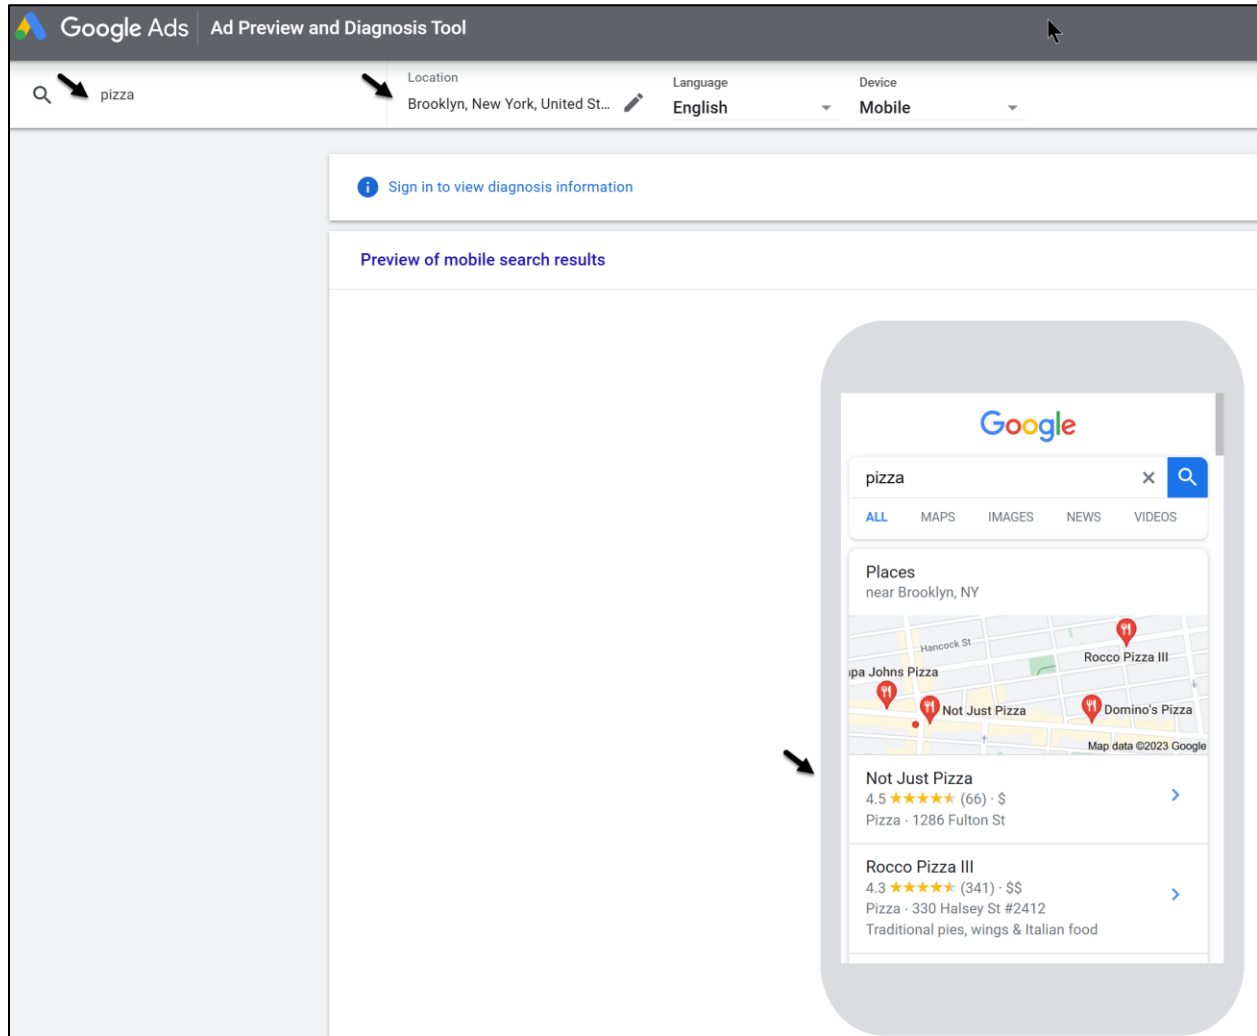 Google Ads Ad Preview and Diagnosis Tool
pizza
Location
Brooklyn, New York, United St...
Language
English
Device
Mobile
Sign in to view diagnosis information
Preview of mobile search results
Google
pizza
ALL MAPS IMAGES NEWS VIDEOS
Places
near Brooklyn, NY
Hancock St
Rocco Pizza III
pa Johns Pizza
Not Just Pizza
Domino's Pizza
Map data ©2023 Google
Not Just Pizza
4.5 ★★★★★ (66) · $
Pizza · 1286 Fulton St
Rocco Pizza III
4.3 ★★★★★ (341) · $$
Pizza · 330 Halsey St #2412
Traditional pies, wings & Italian food